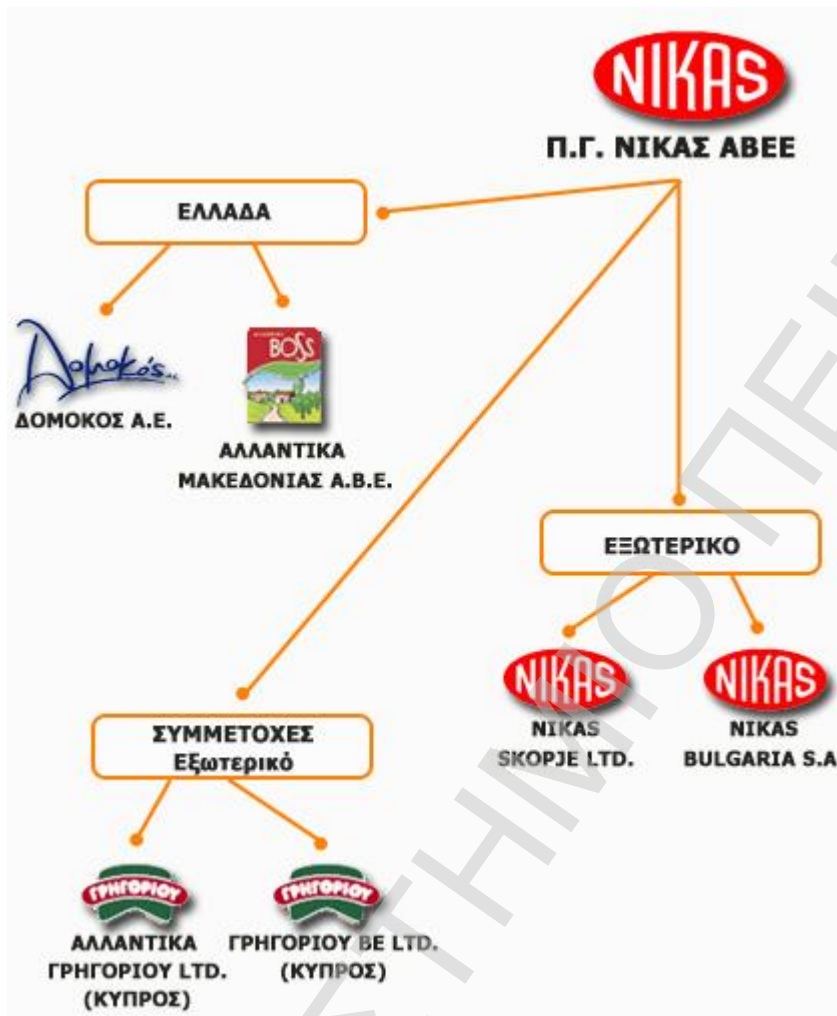 NIKAS
Π.Γ. ΝΙΚΑΣ ΑΒΕΕ
ΕΛΛΑΔΑ
Δομοκός
ΔΟΜΟΚΟΣ Α.Ε.
BOSS
ΑΛΛΑΝΤΙΚΑ
ΜΑΚΕΔΟΝΙΑΣ Α.Β.Ε.
ΕΞΩΤΕΡΙΚΟ
NIKAS
NIKAS
SKOPJE LTD.
NIKAS
NIKAS
BULGARIA S.A
ΣΥΜΜΕΤΟΧΕΣ
Εξωτερικό
ΓΡΗΓΟΡΙΟΥ
ΑΛΛΑΝΤΙΚΑ
ΓΡΗΓΟΡΙΟΥ LTD.
(ΚΥΠΡΟΣ)
ΓΡΗΓΟΡΙΟΥ
ΓΡΗΓΟΡΙΟΥ ΒΕ LTD.
(ΚΥΠΡΟΣ)